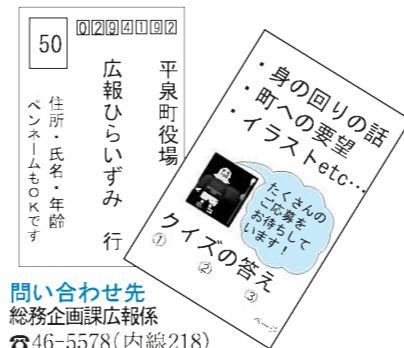 50
0294192
平泉町役場
広報ひらいずみ 行
住所・氏名・年齢
ペンネームもOKです
・身の回りの話
・町への要望
・イラストetc…
たくさんの
ご応募を
お待ちして
います!
クイズの答え
① ② ③
ページ
問い合わせ先
総務企画課広報係
☎46-5578(内線218)